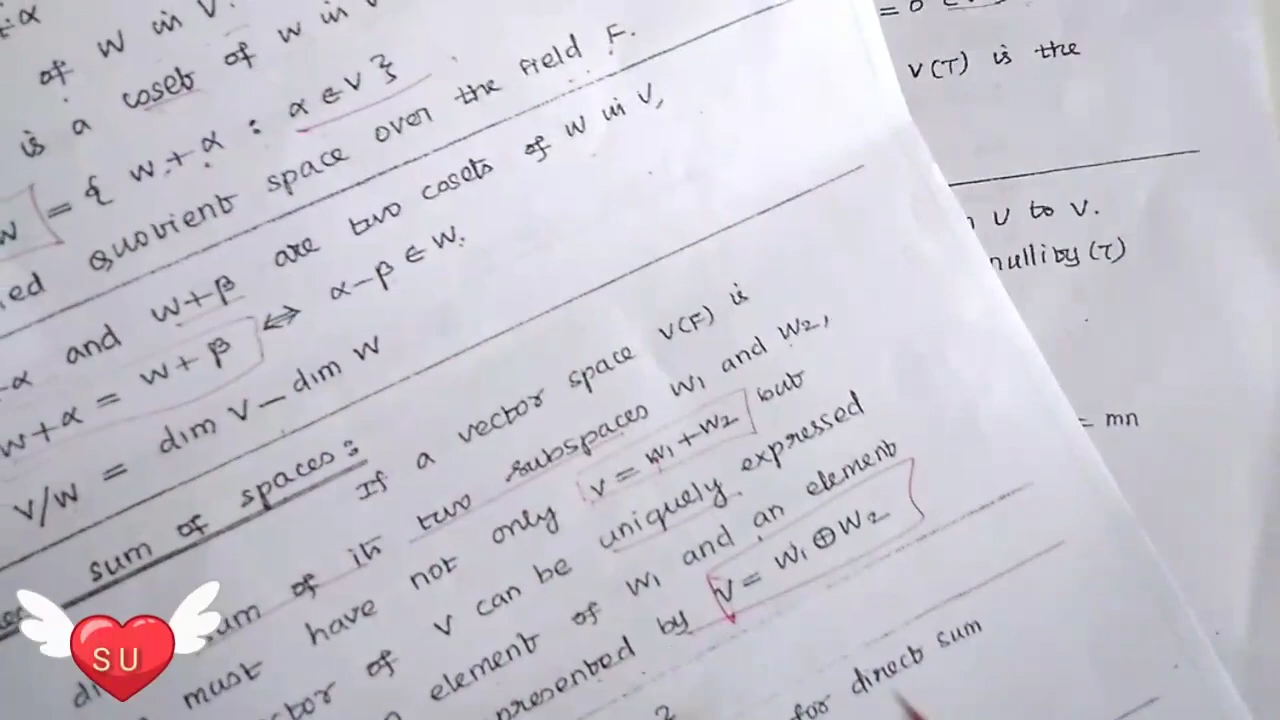 of W in V.
is a coset of W in V
W = { W + α : α ∈ V }
quovient space over the field F.
α and W + β are two cosets of W in V,
W + α = W + β ⇔ α − β ∈ W.
V/W = dim V − dim W
sum of spaces:
If a vector space V(F) is
sum of its two subspaces W1 and W2,
must have not only V = W1 + W2 but
of V can be uniquely expressed
element of W1 and an element
by V = W1 ⊕ W2
for direct sum
= 0
V(T) is the
U to V.
nullity(T)
= mn
SU